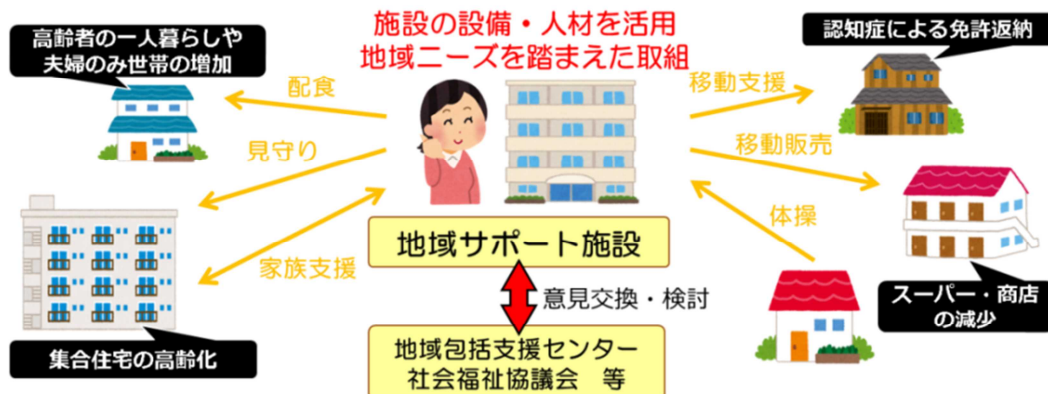 施設の設備・人材を活用
地域ニーズを踏まえた取組
高齢者の一人暮らしや
夫婦のみ世帯の増加
認知症による免許返納
配食
見守り
家族支援
移動支援
移動販売
体操
集合住宅の高齢化
スーパー・商店
の減少
地域サポート施設
意見交換・検討
地域包括支援センター
社会福祉協議会　等